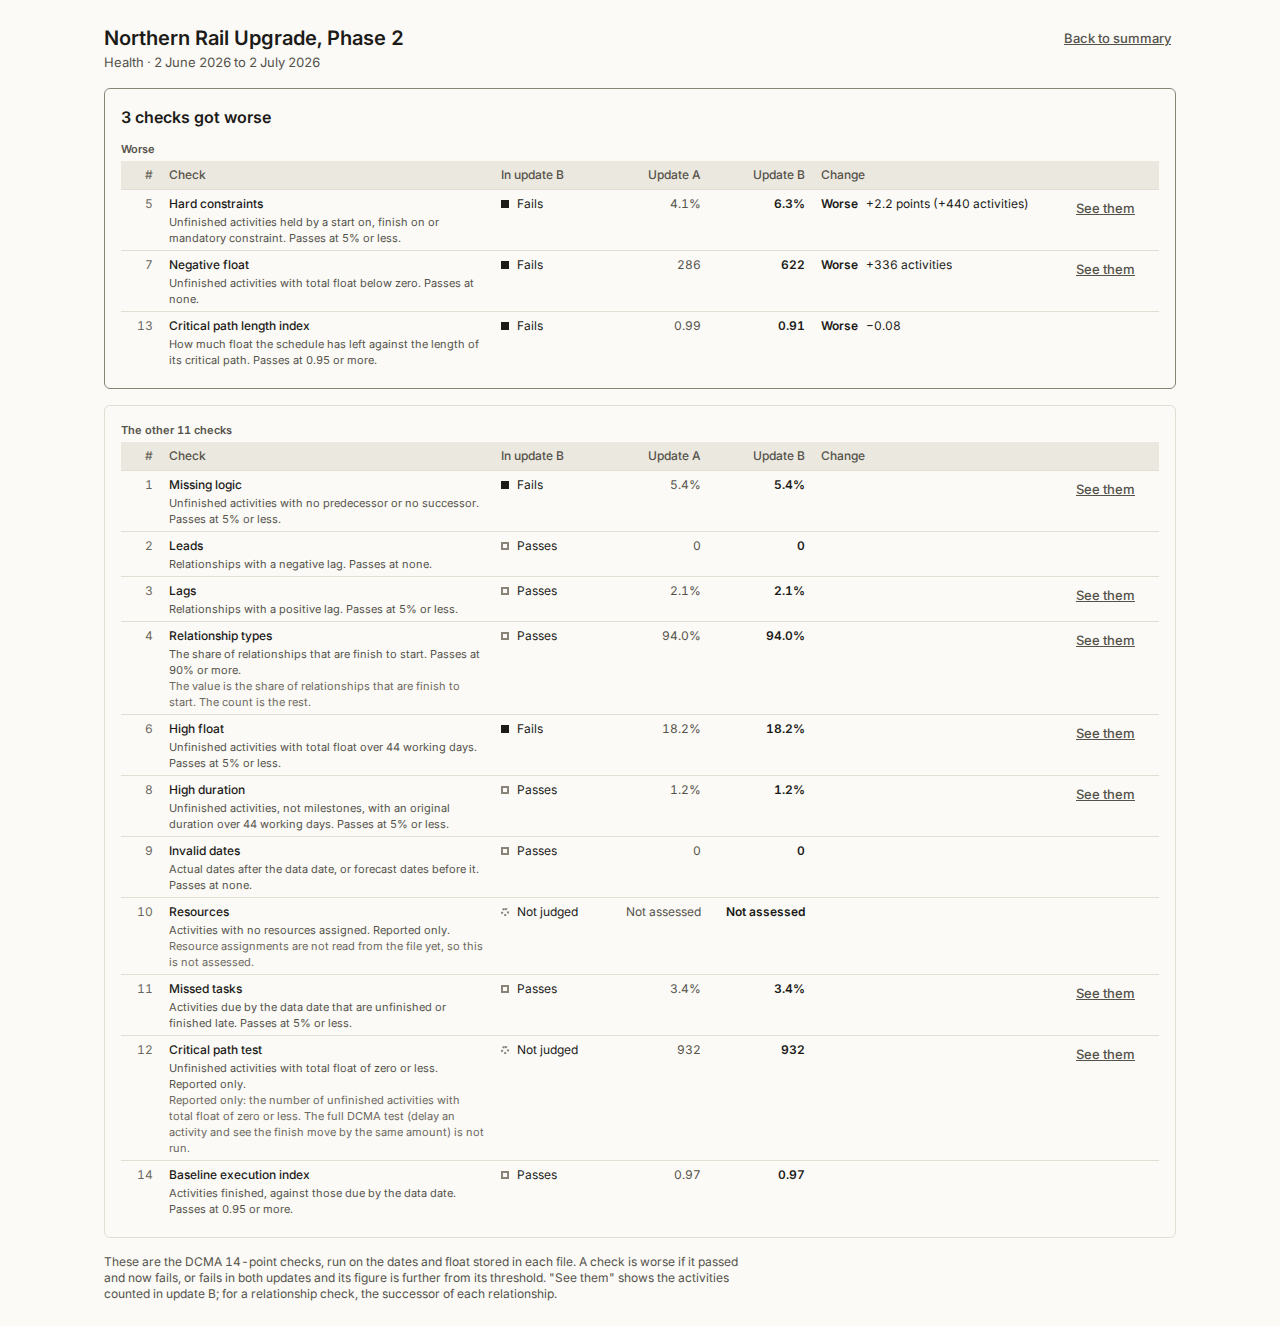 Northern Rail Upgrade, Phase 2
Back to summary
Health · 2 June 2026 to 2 July 2026
3 checks got worse
Worse
# Check In update B Update A Update B Change
5 Hard constraints Fails 4.1% 6.3% Worse +2.2 points (+440 activities) See them
Unfinished activities held by a start on, finish on or
mandatory constraint. Passes at 5% or less.
7 Negative float Fails 286 622 Worse +336 activities See them
Unfinished activities with total float below zero. Passes at
none.
13 Critical path length index Fails 0.99 0.91 Worse −0.08
How much float the schedule has left against the length of
its critical path. Passes at 0.95 or more.
The other 11 checks
# Check In update B Update A Update B Change
1 Missing logic Fails 5.4% 5.4% See them
Unfinished activities with no predecessor or no successor.
Passes at 5% or less.
2 Leads Passes 0 0
Relationships with a negative lag. Passes at none.
3 Lags Passes 2.1% 2.1% See them
Relationships with a positive lag. Passes at 5% or less.
4 Relationship types Passes 94.0% 94.0% See them
The share of relationships that are finish to start. Passes at
90% or more.
The value is the share of relationships that are finish to
start. The count is the rest.
6 High float Fails 18.2% 18.2% See them
Unfinished activities with total float over 44 working days.
Passes at 5% or less.
8 High duration Passes 1.2% 1.2% See them
Unfinished activities, not milestones, with an original
duration over 44 working days. Passes at 5% or less.
9 Invalid dates Passes 0 0
Actual dates after the data date, or forecast dates before it.
Passes at none.
10 Resources Not judged Not assessed Not assessed
Activities with no resources assigned. Reported only.
Resource assignments are not read from the file yet, so this
is not assessed.
11 Missed tasks Passes 3.4% 3.4% See them
Activities due by the data date that are unfinished or
finished late. Passes at 5% or less.
12 Critical path test Not judged 932 932 See them
Unfinished activities with total float of zero or less.
Reported only.
Reported only: the number of unfinished activities with
total float of zero or less. The full DCMA test (delay an
activity and see the finish move by the same amount) is not
run.
14 Baseline execution index Passes 0.97 0.97
Activities finished, against those due by the data date.
Passes at 0.95 or more.
These are the DCMA 14-point checks, run on the dates and float stored in each file. A check is worse if it passed
and now fails, or fails in both updates and its figure is further from its threshold. "See them" shows the activities
counted in update B; for a relationship check, the successor of each relationship.